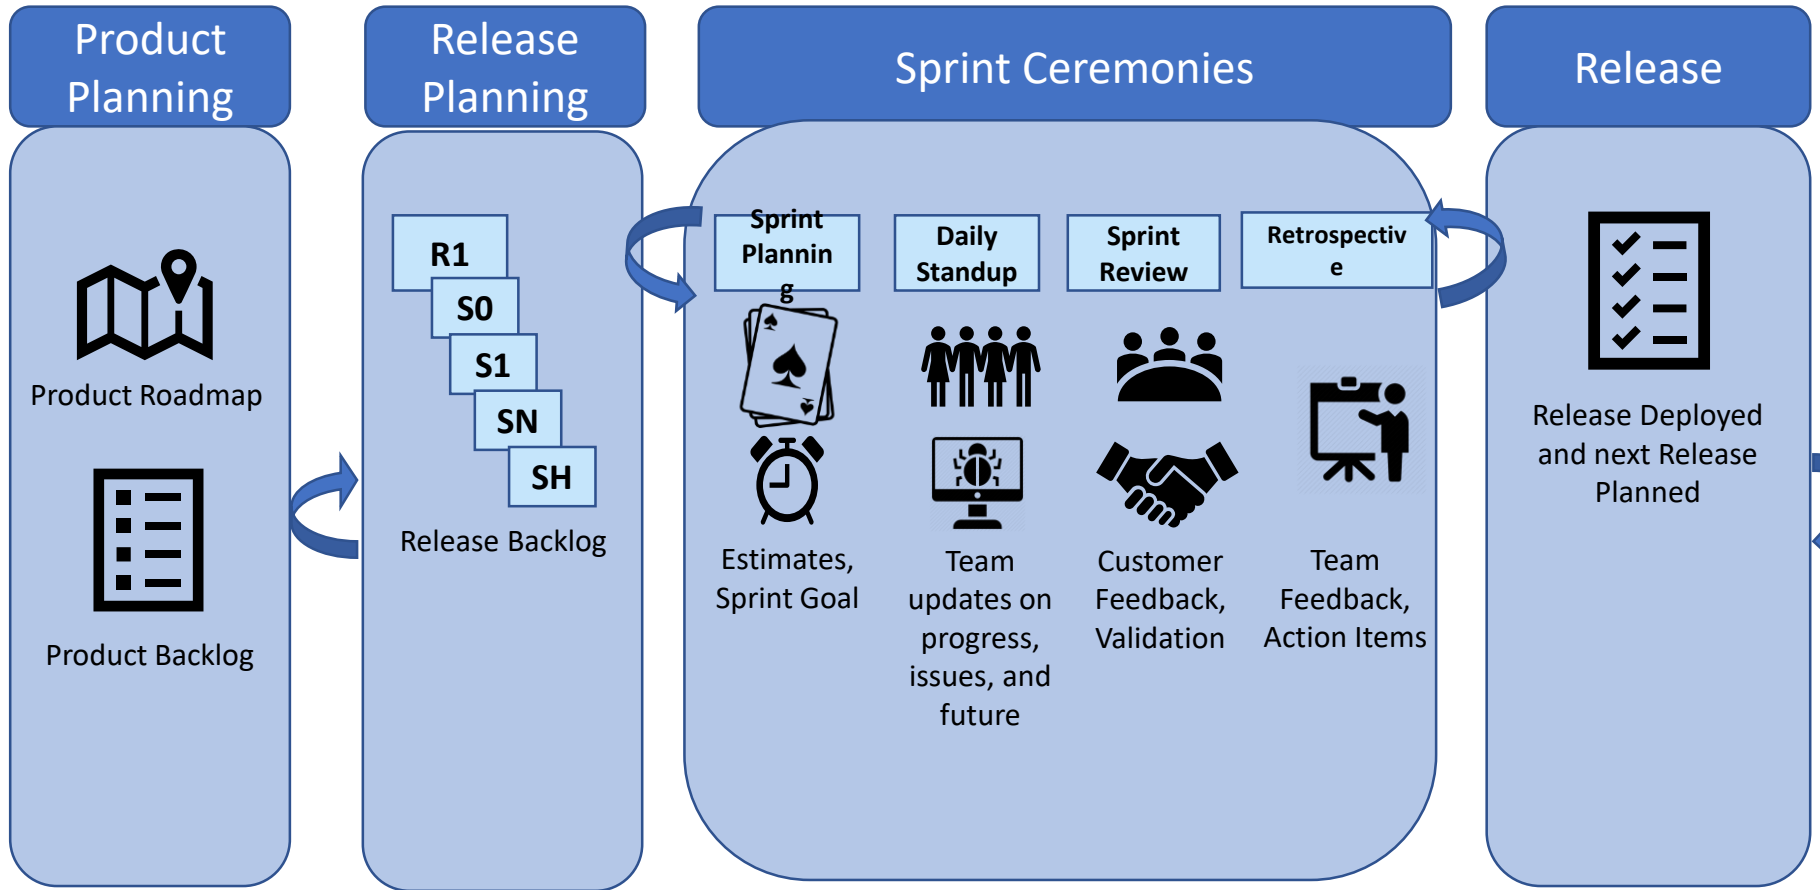 Product
Planning
Release
Planning
Sprint Ceremonies
Release
Product Roadmap
Product Backlog
R1
S0
S1
SN
SH
Release Backlog
Sprint
Plannin
g
Estimates,
Sprint Goal
Daily
Standup
Team
updates on
progress,
issues, and
future
Sprint
Review
Customer
Feedback,
Validation
Retrospectiv
e
Team
Feedback,
Action Items
Release Deployed
and next Release
Planned